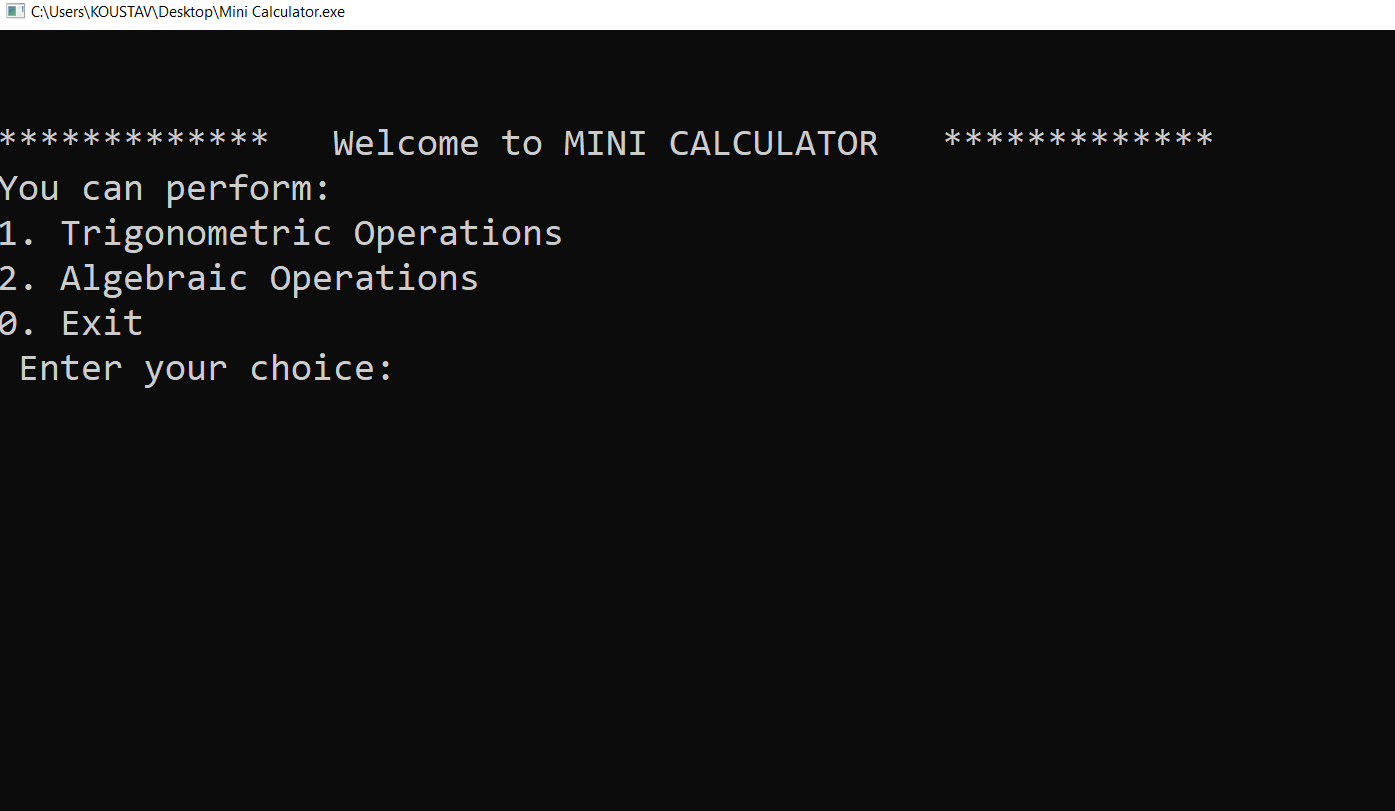 C:\Users\KOUSTAV\Desktop\Mini Calculator.exe
************* Welcome to MINI CALCULATOR *************
You can perform:
1. Trigonometric Operations
2. Algebraic Operations
0. Exit
Enter your choice: